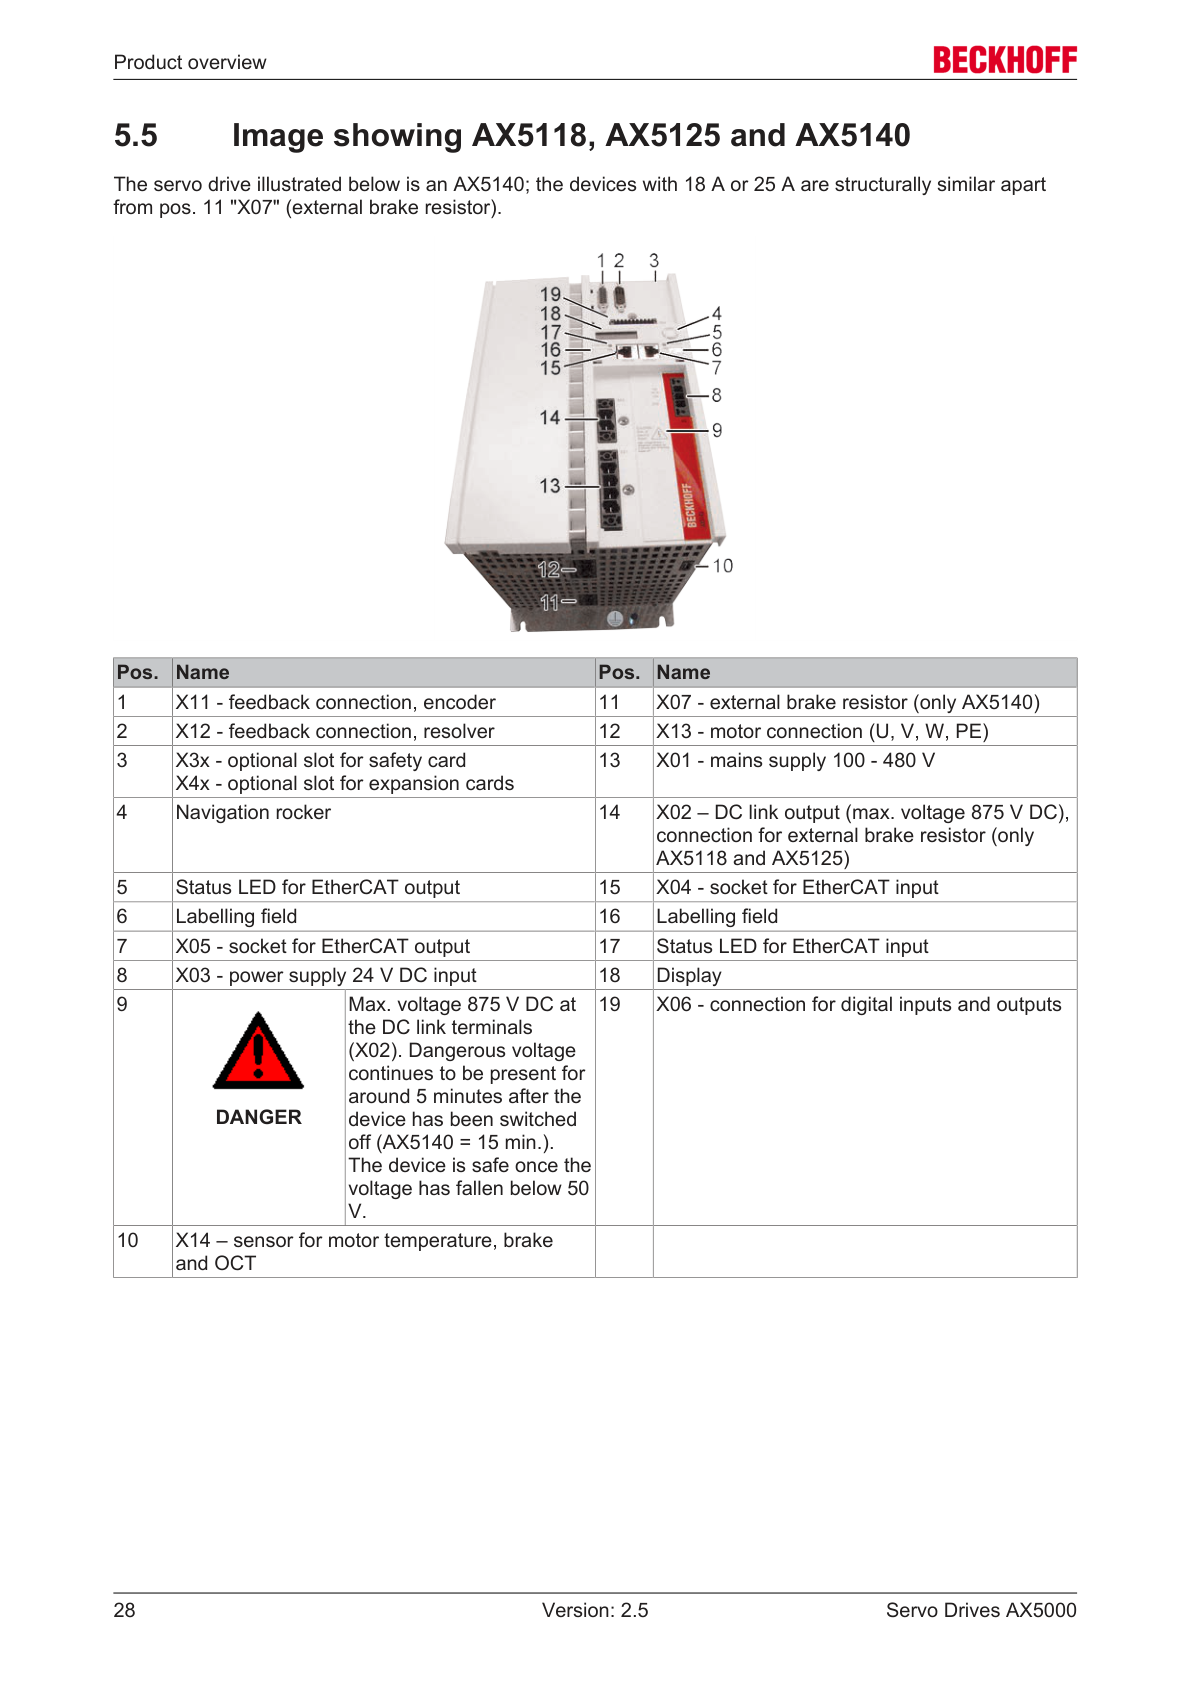 Product overview
BECKHOFF
5.5 Image showing AX5118, AX5125 and AX5140
The servo drive illustrated below is an AX5140; the devices with 18 A or 25 A are structurally similar apart
from pos. 11 "X07" (external brake resistor).
1 2 3
19
18
17
16
15
14
13
12
11
4
5
6
7
8
9
10
BECKHOFF
Pos. Name Pos. Name
1 X11 - feedback connection, encoder 11 X07 - external brake resistor (only AX5140)
2 X12 - feedback connection, resolver 12 X13 - motor connection (U, V, W, PE)
3 X3x - optional slot for safety card 13 X01 - mains supply 100 - 480 V
X4x - optional slot for expansion cards
4 Navigation rocker 14 X02 – DC link output (max. voltage 875 V DC),
connection for external brake resistor (only
AX5118 and AX5125)
5 Status LED for EtherCAT output 15 X04 - socket for EtherCAT input
6 Labelling field 16 Labelling field
7 X05 - socket for EtherCAT output 17 Status LED for EtherCAT input
8 X03 - power supply 24 V DC input 18 Display
9 Max. voltage 875 V DC at 19 X06 - connection for digital inputs and outputs
the DC link terminals
(X02). Dangerous voltage
continues to be present for
around 5 minutes after the
DANGER device has been switched
off (AX5140 = 15 min.).
The device is safe once the
voltage has fallen below 50
V.
10 X14 – sensor for motor temperature, brake
and OCT
28 Version: 2.5 Servo Drives AX5000